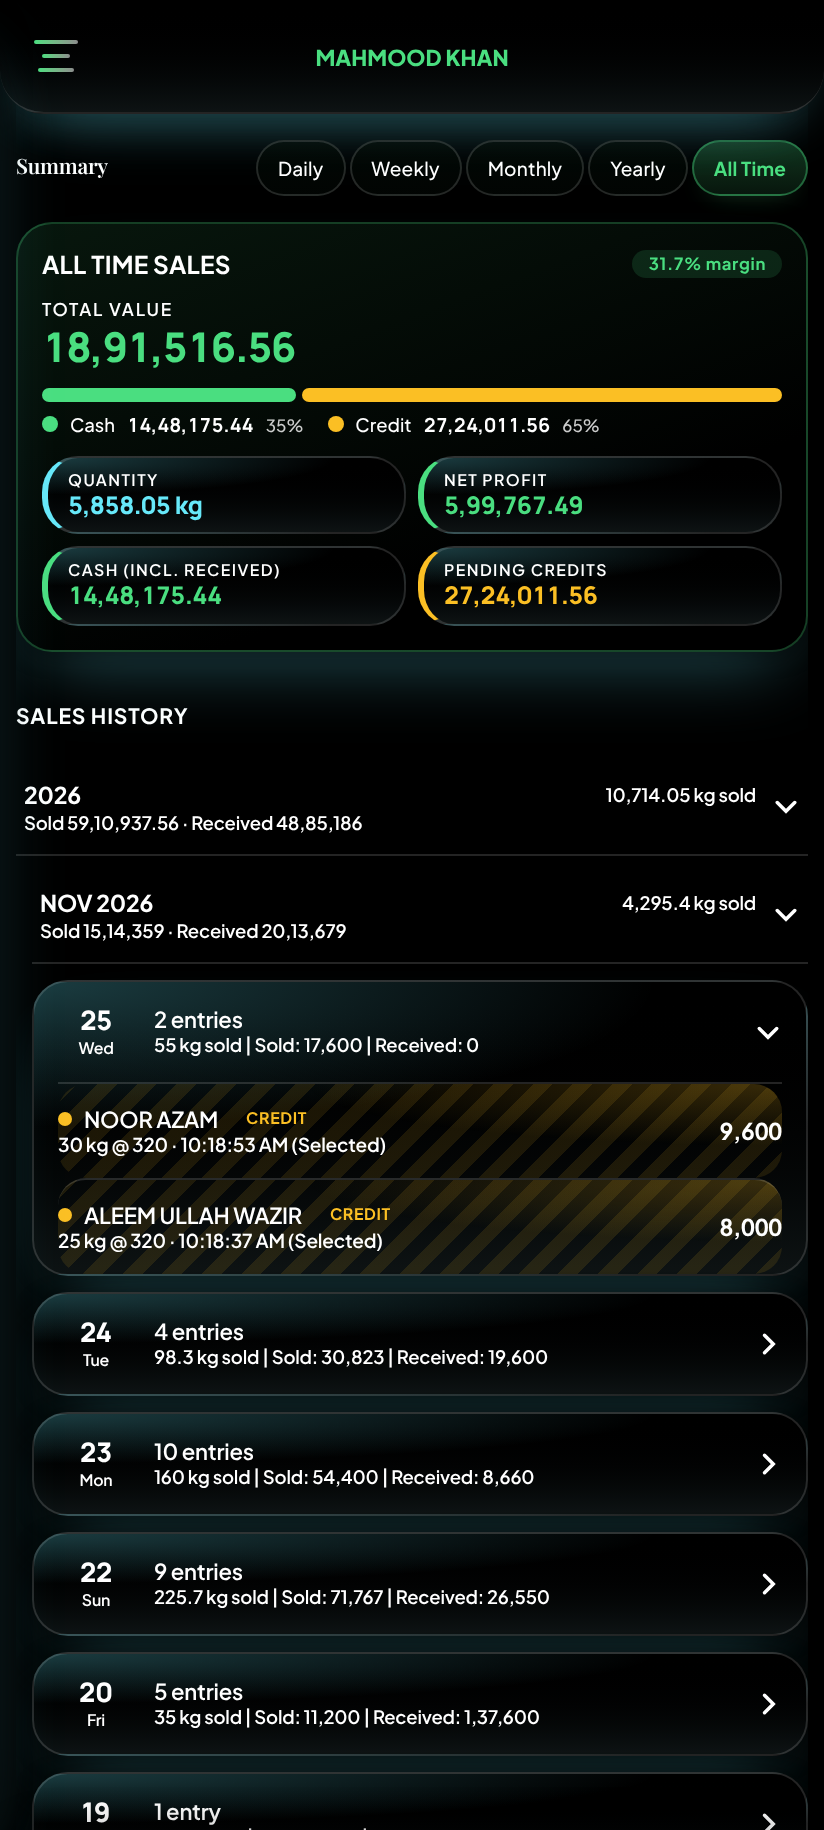 MAHMOOD KHAN
Summary
Daily
Weekly
Monthly
Yearly
All Time
ALL TIME SALES
31.7% margin
TOTAL VALUE
18,91,516.56
Cash 14,48,175.44 35%
Credit 27,24,011.56 65%
QUANTITY
5,858.05 kg
NET PROFIT
5,99,767.49
CASH (INCL. RECEIVED)
14,48,175.44
PENDING CREDITS
27,24,011.56
SALES HISTORY
2026
10,714.05 kg sold
Sold 59,10,937.56 · Received 48,85,186
NOV 2026
4,295.4 kg sold
Sold 15,14,359 · Received 20,13,679
25
Wed
2 entries
55 kg sold | Sold: 17,600 | Received: 0
NOOR AZAM CREDIT
30 kg @ 320 · 10:18:53 AM (Selected)
9,600
ALEEM ULLAH WAZIR CREDIT
25 kg @ 320 · 10:18:37 AM (Selected)
8,000
24
Tue
4 entries
98.3 kg sold | Sold: 30,823 | Received: 19,600
23
Mon
10 entries
160 kg sold | Sold: 54,400 | Received: 8,660
22
Sun
9 entries
225.7 kg sold | Sold: 71,767 | Received: 26,550
20
Fri
5 entries
35 kg sold | Sold: 11,200 | Received: 1,37,600
19
1 entry